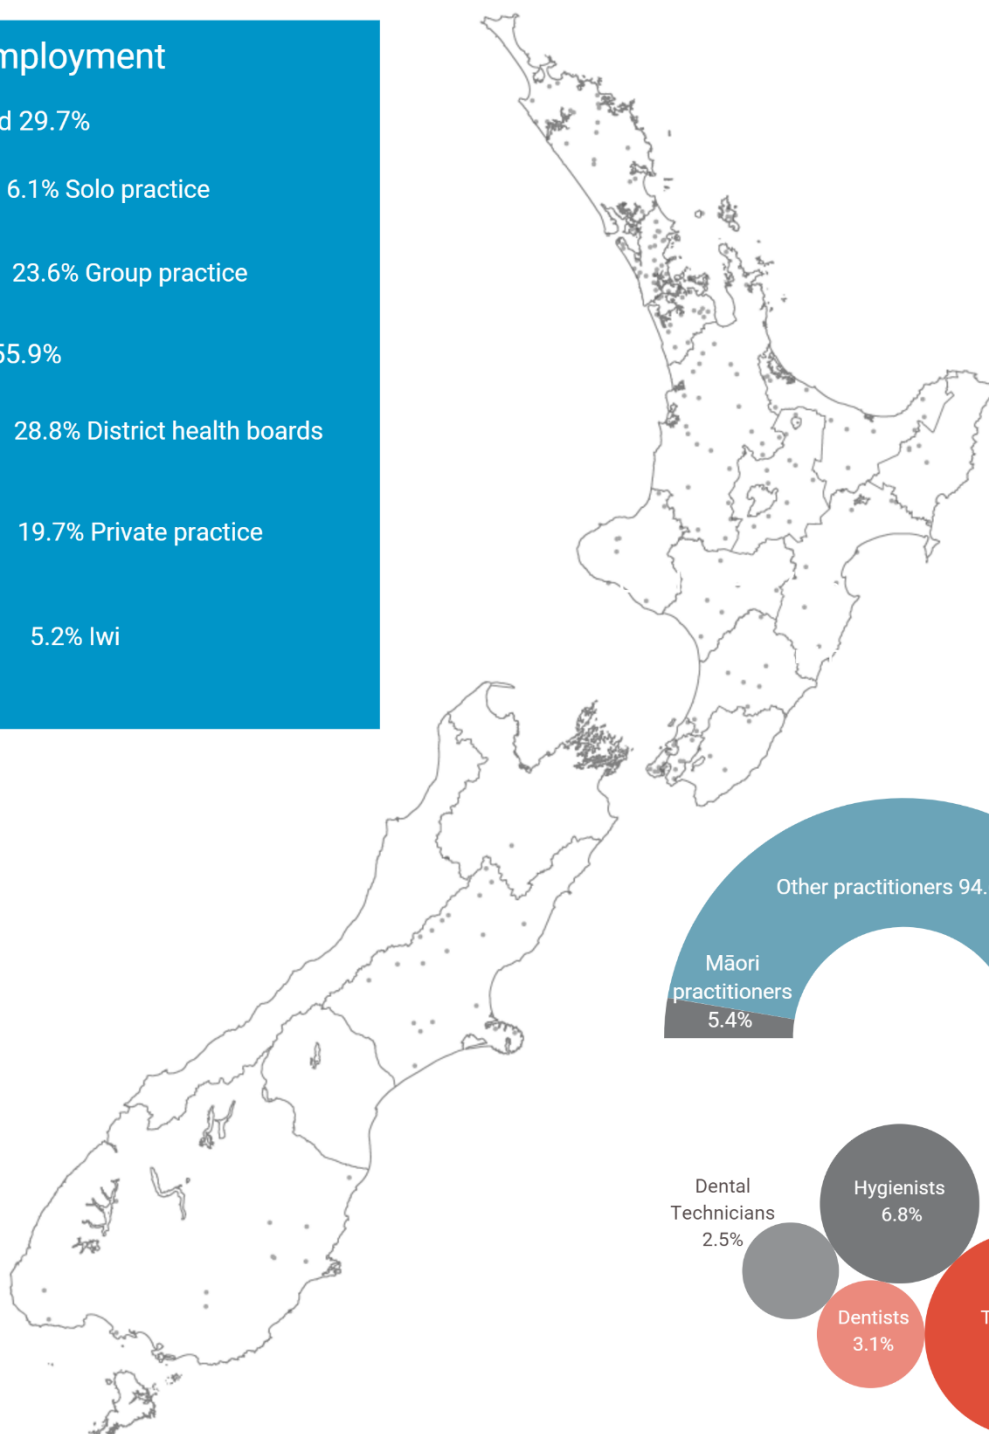 mployment
d 29.7%
6.1% Solo practice
23.6% Group practice
55.9%
28.8% District health boards
19.7% Private practice
5.2% Iwi
Other practitioners 94.
Māori
practitioners
5.4%
Dental
Technicians
2.5%
Hygienists
6.8%
Dentists
3.1%
T